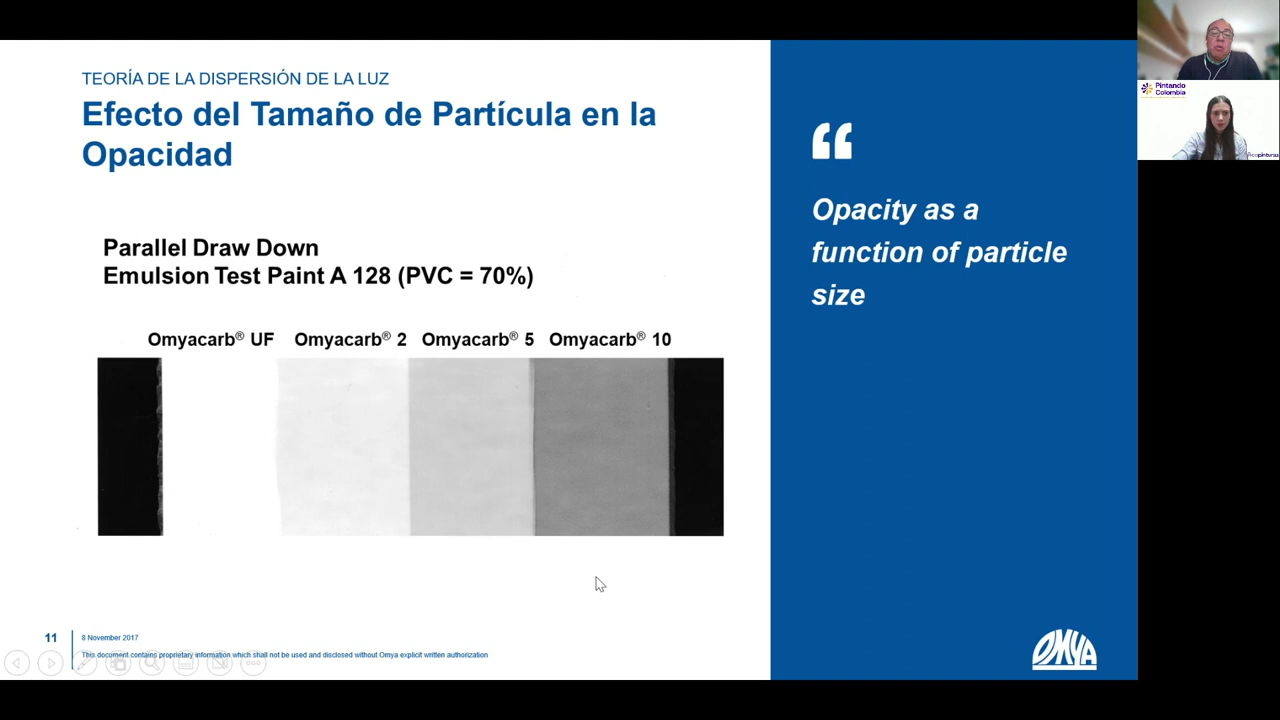 TEORÍA DE LA DISPERSIÓN DE LA LUZ
Efecto del Tamaño de Partícula en la
Opacidad
Parallel Draw Down
Emulsion Test Paint A 128 (PVC = 70%)
Omyacarb® UF Omyacarb® 2 Omyacarb® 5 Omyacarb® 10
11
8 November 2017
This document contains proprietary information which shall not be used and disclosed without Omya explicit written authorization
“
Opacity as a
function of particle
size
OMYA
Pintando
Colombia